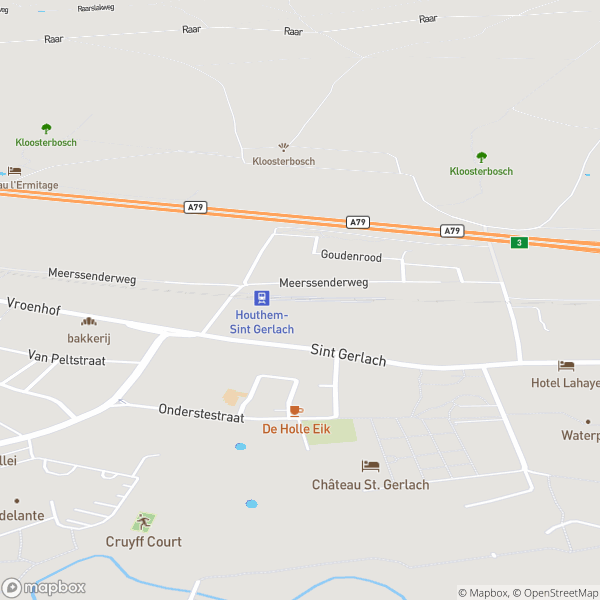 Raarslakweg
Raar
Raar
Raar
Raar
Kloosterbosch
Kloosterbosch
Kloosterbosch
au l'Ermitage
A79
A79
A79
3
Goudenrood
Meerssenderweg
Meerssenderweg
Vroenhof
Houthem-
Sint Gerlach
bakkerij
Sint Gerlach
Van Peltstraat
Hotel Lahaye
Onderstestraat
De Holle Eik
Waterp
llei
Château St. Gerlach
delante
Cruyff Court
mapbox
© Mapbox, © OpenStreetMap